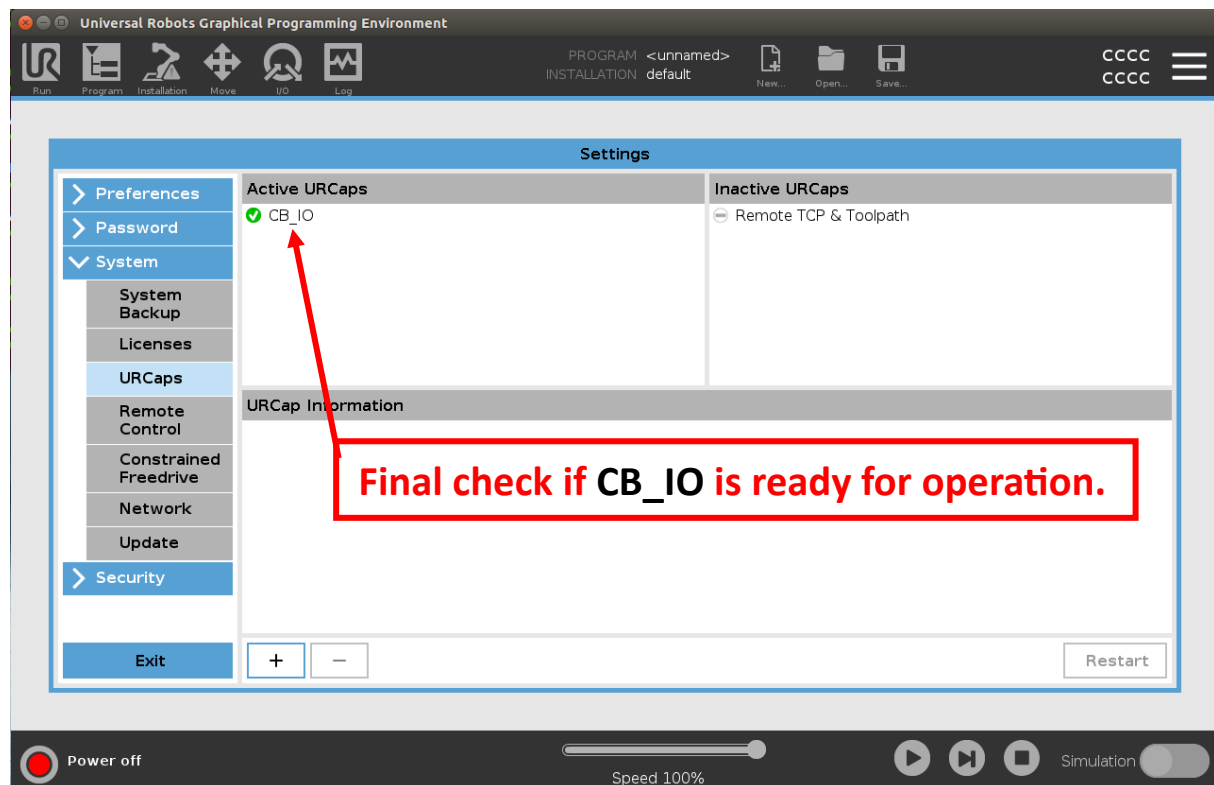 Universal Robots Graphical Programming Environment
UR
Run
Program
Installation
Move
I/O
Log
PROGRAM <unnamed>
INSTALLATION default
New...
Open...
Save...
CCCC
CCCC
Settings
Preferences
Password
System
System
Backup
Licenses
URCaps
Remote
Control
Constrained
Freedrive
Network
Update
Security
Exit
Active URCaps
CB_IO
Inactive URCaps
Remote TCP & Toolpath
URCap Information
Final check if CB_IO is ready for operation.
+
−
Restart
Power off
Speed 100%
Simulation